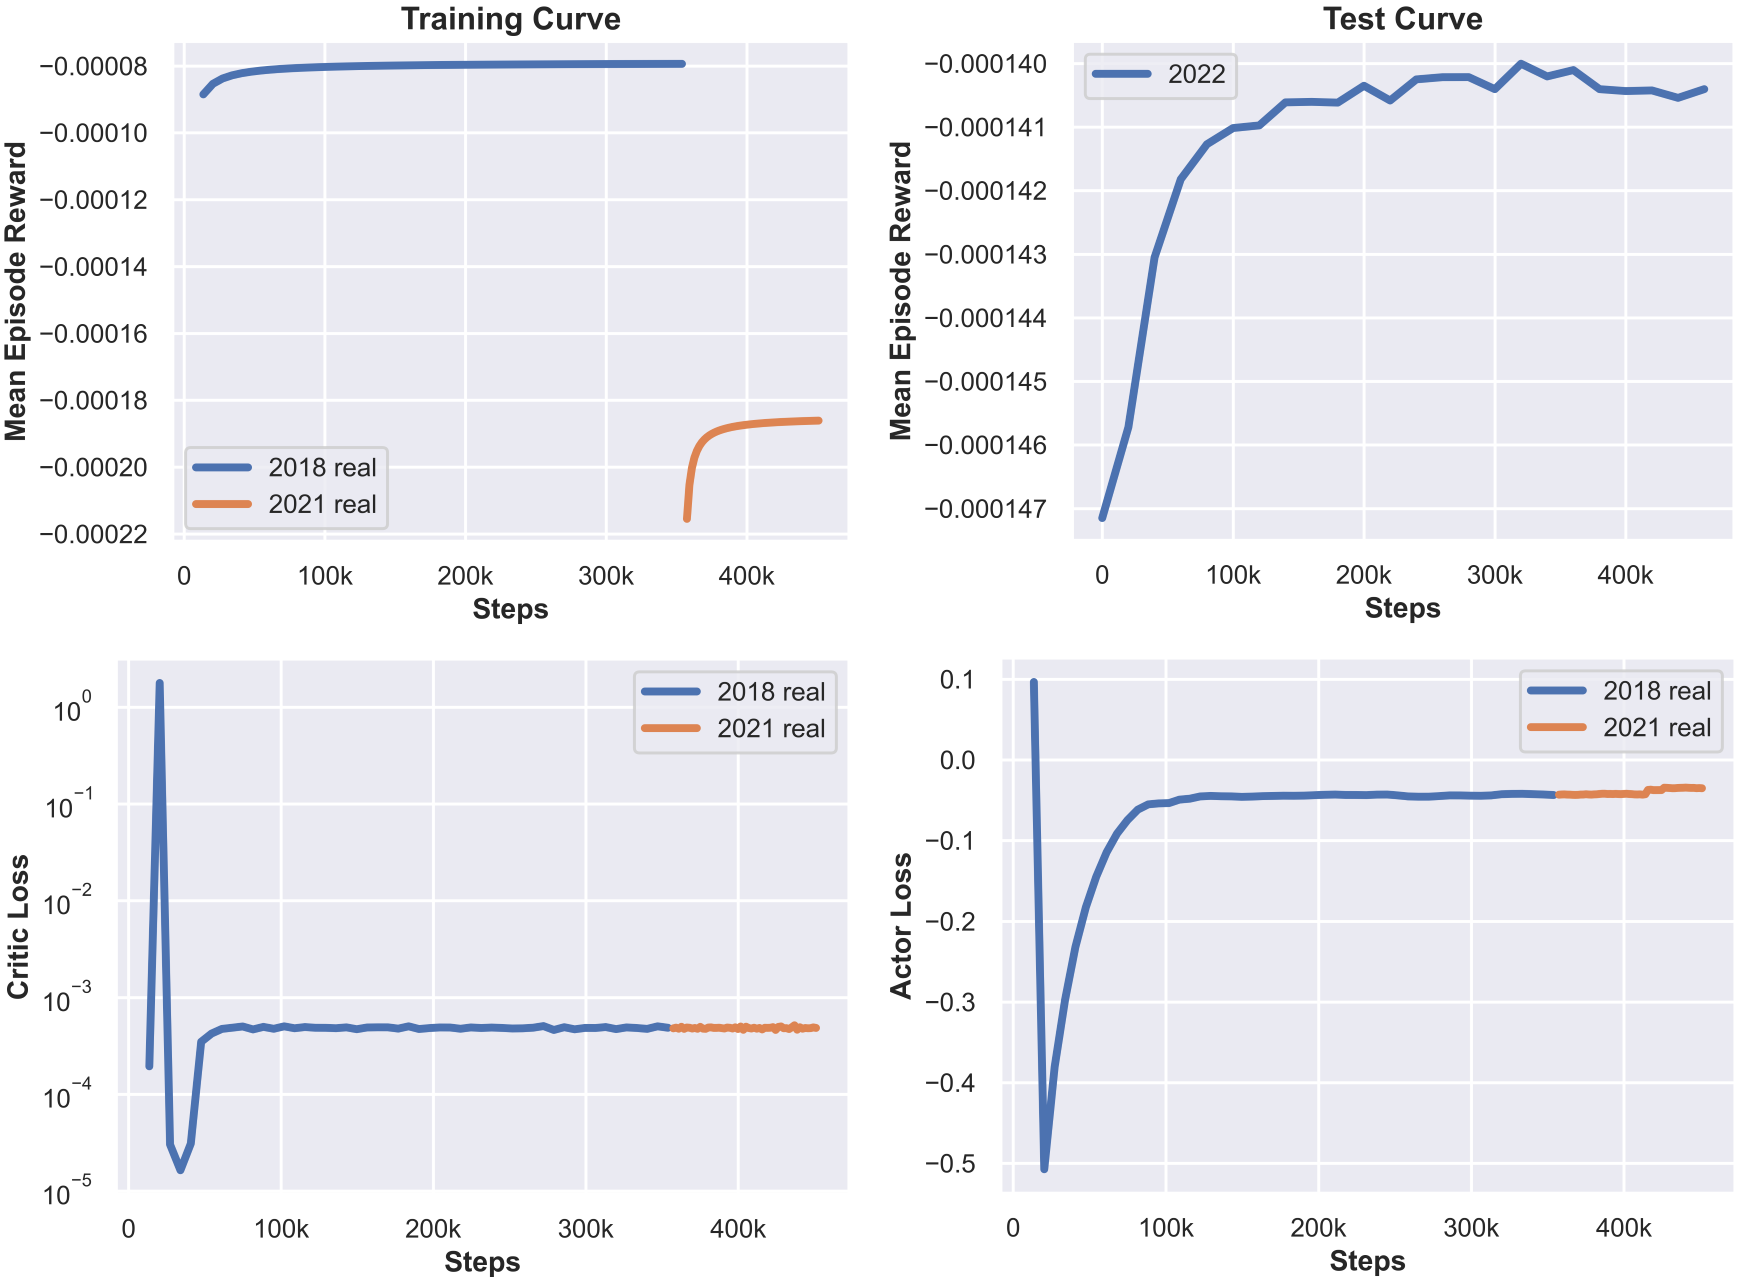 Training Curve
Mean Episode Reward
−0.00008
−0.00010
−0.00012
−0.00014
−0.00016
−0.00018
−0.00020
−0.00022
2018 real
2021 real
0 100k 200k 300k 400k
Steps
Test Curve
Mean Episode Reward
−0.000140
−0.000141
−0.000142
−0.000143
−0.000144
−0.000145
−0.000146
−0.000147
2022
0 100k 200k 300k 400k
Steps
Critic Loss
10⁰
10⁻¹
10⁻²
10⁻³
10⁻⁴
10⁻⁵
2018 real
2021 real
0 100k 200k 300k 400k
Steps
Actor Loss
0.1
0.0
−0.1
−0.2
−0.3
−0.4
−0.5
2018 real
2021 real
0 100k 200k 300k 400k
Steps